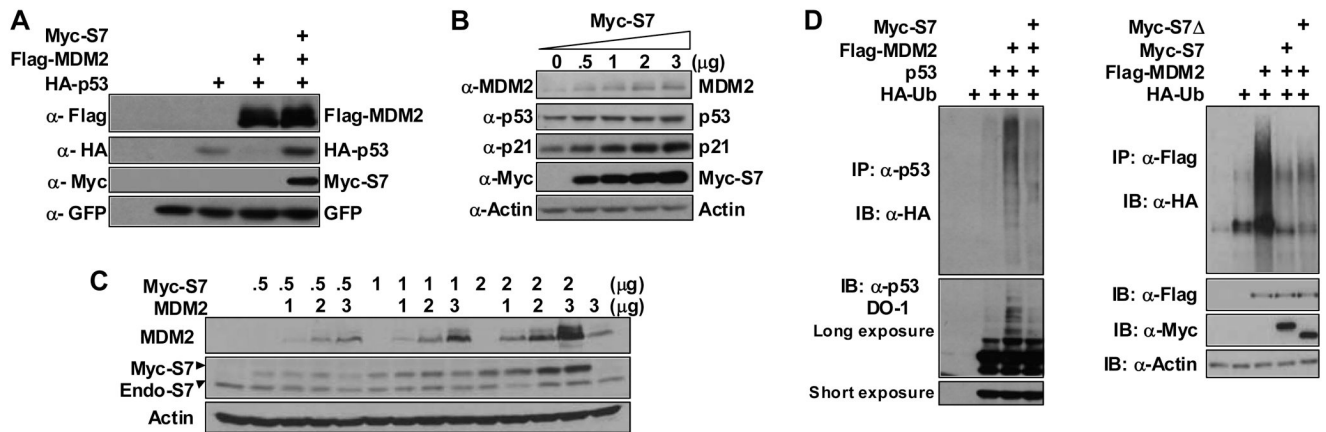 A
Myc-S7 +
Flag-MDM2 + +
HA-p53 + + +
α- Flag Flag-MDM2
α- HA HA-p53
α- Myc Myc-S7
α- GFP GFP
B
Myc-S7
0 .5 1 2 3 (μg)
α-MDM2 MDM2
α-p53 p53
α-p21 p21
α-Myc Myc-S7
α-Actin Actin
C
Myc-S7 .5 .5 .5 .5 1 1 1 1 2 2 2 2 (μg)
MDM2 1 2 3 1 2 3 1 2 3 3 (μg)
MDM2
Myc-S7
Endo-S7
Actin
D
Myc-S7 +
Flag-MDM2 + +
p53 + + +
HA-Ub + + + +
IP: α-p53
IB: α-HA
IB: α-p53
DO-1
Long exposure
Short exposure
Myc-S7Δ +
Myc-S7 +
Flag-MDM2 + + +
HA-Ub + + + +
IP: α-Flag
IB: α-HA
IB: α-Flag
IB: α-Myc
IB: α-Actin